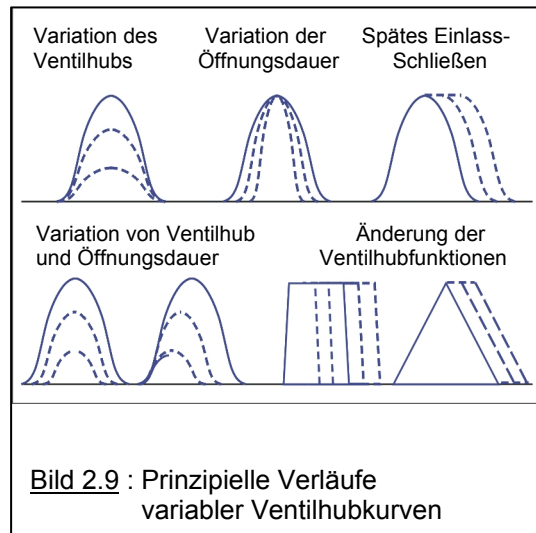 Variation des
Ventilhubs
Variation der
Öffnungsdauer
Spätes Einlass-
Schließen
Variation von Ventilhub
und Öffnungsdauer
Änderung der
Ventilhubfunktionen
Bild 2.9 : Prinzipielle Verläufe
variabler Ventilhubkurven